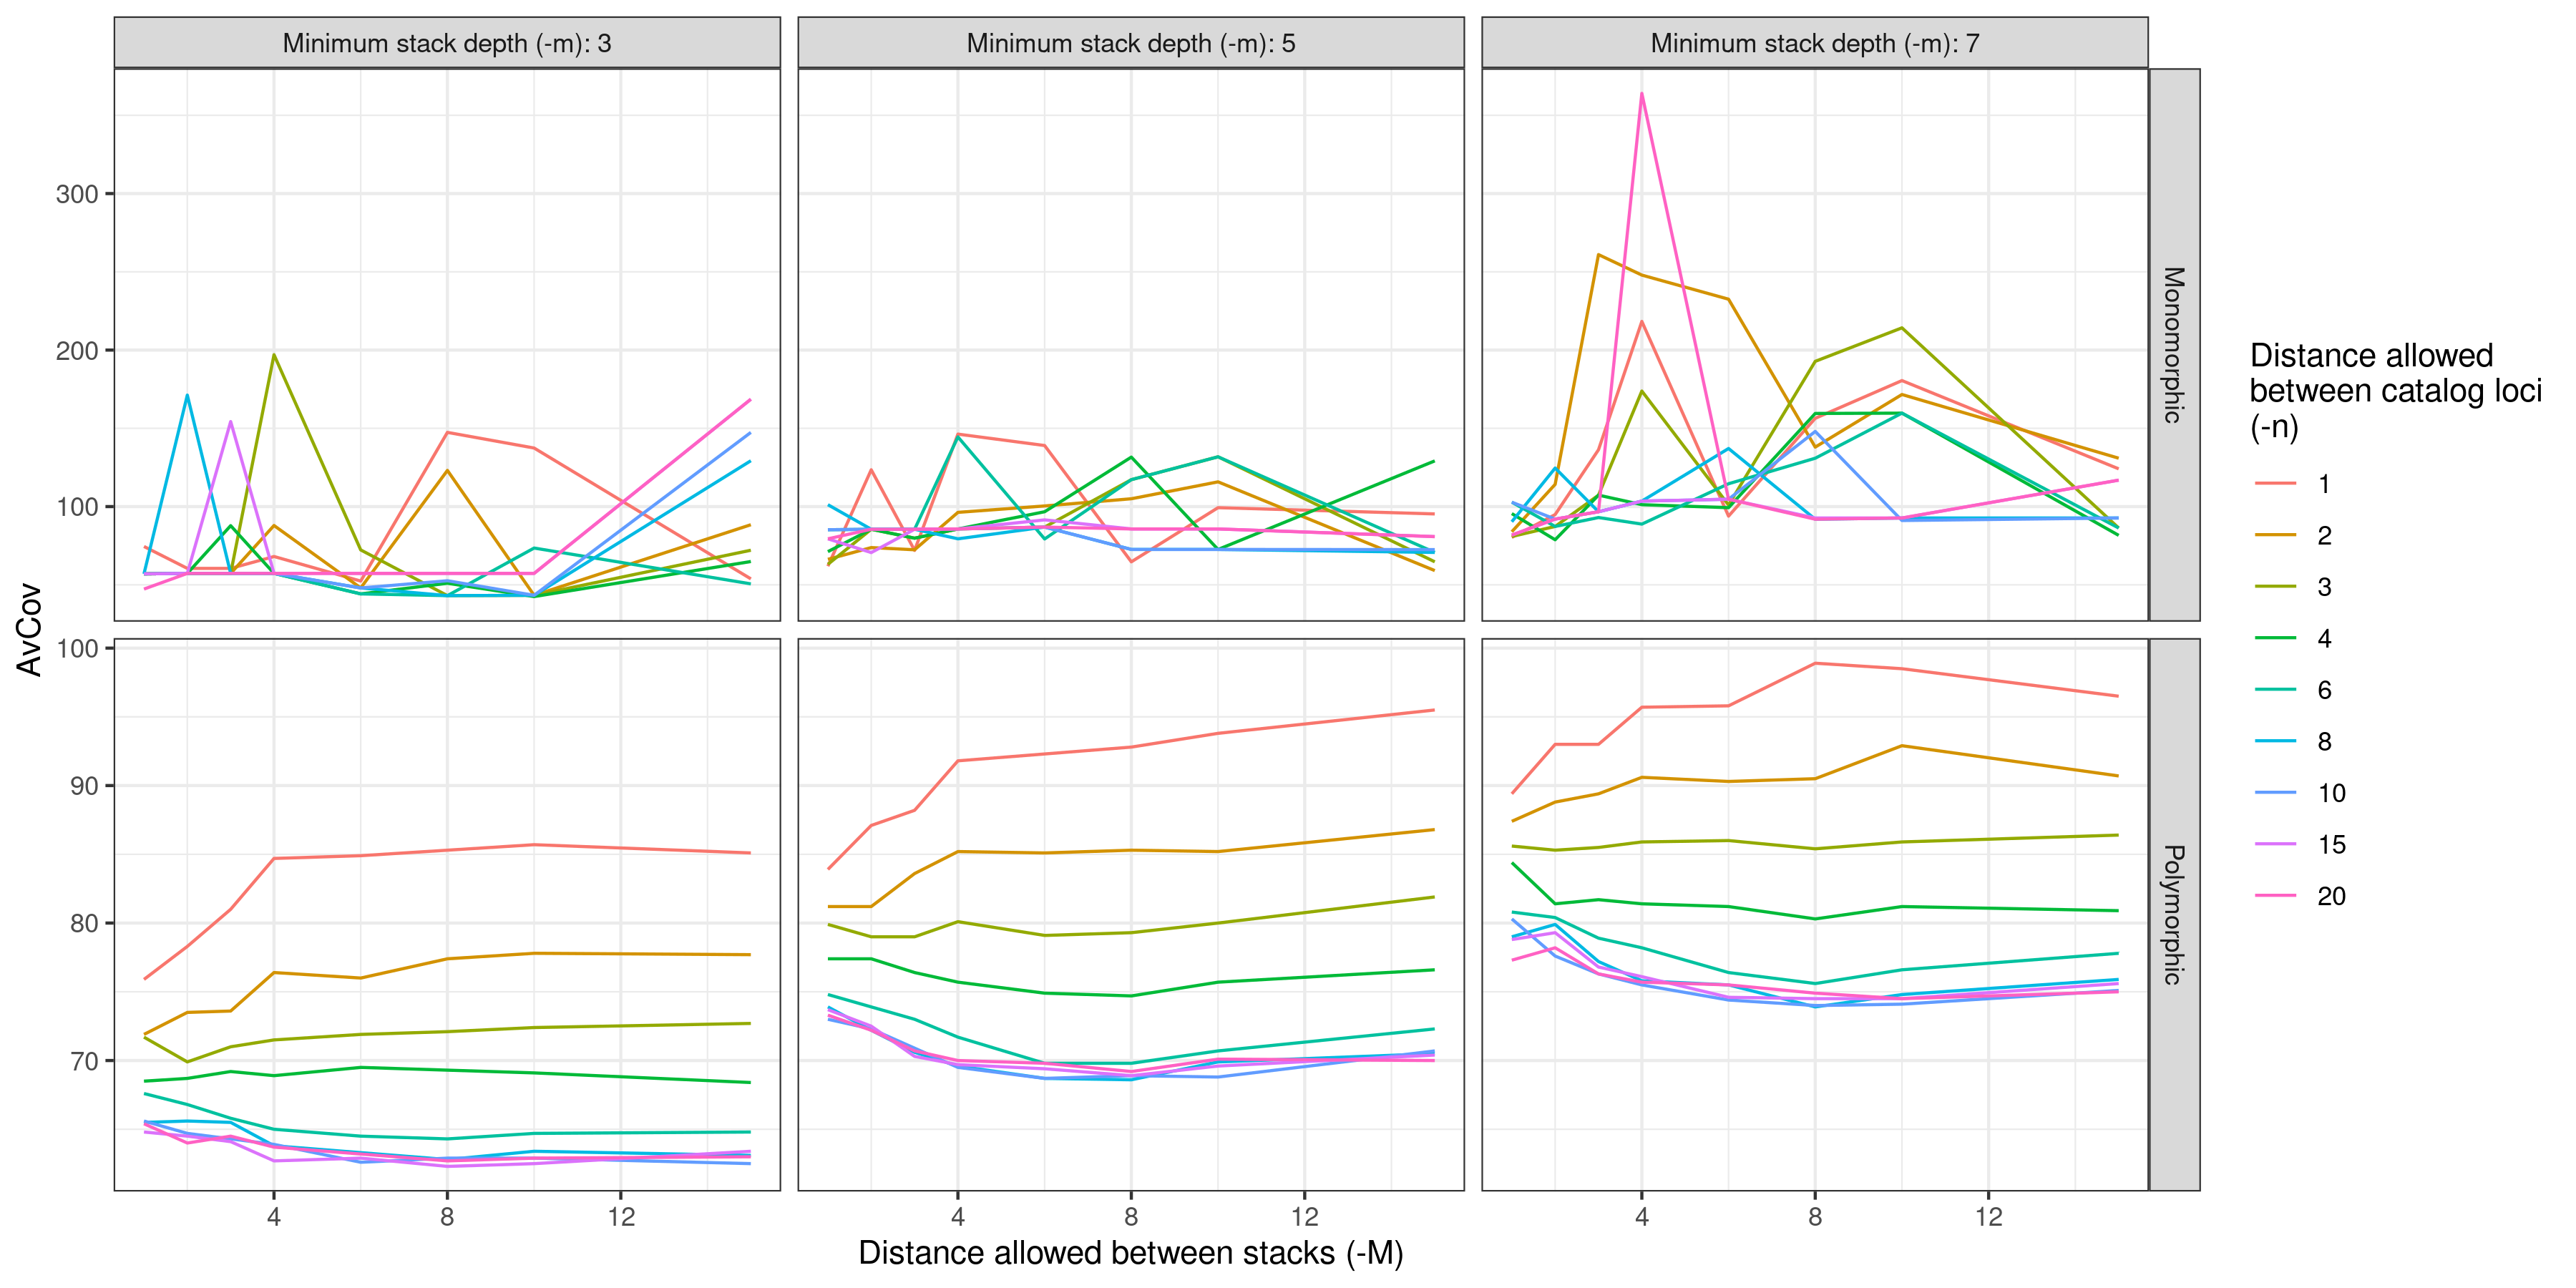 Minimum stack depth (-m): 3
Minimum stack depth (-m): 5
Minimum stack depth (-m): 7
300
200
100
Monomorphic
AvCov
100
90
80
70
Polymorphic
4
8
12
4
8
12
4
8
12
Distance allowed between stacks (-M)
Distance allowed
between catalog loci
(-n)
1
2
3
4
6
8
10
15
20